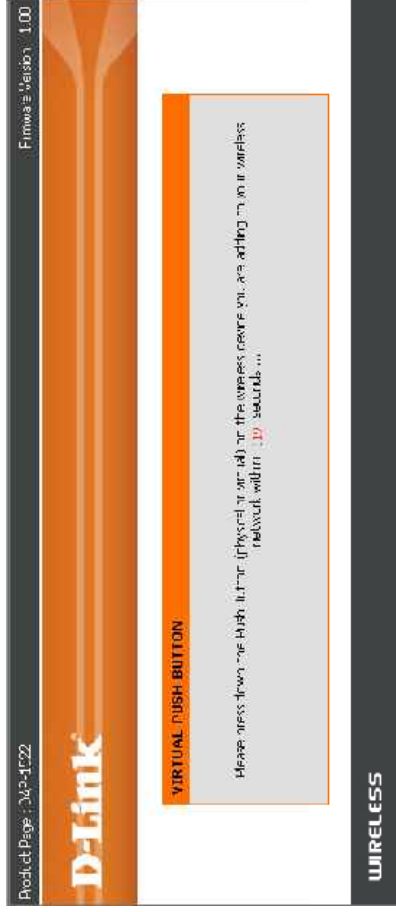 Product Page : DAP-1522 Firmware Version : 1.00
D-Link
VIRTUAL PUSH BUTTON
Please press down the Push Button (physical or virtual) on the wireless device you are adding to your wireless
network within seconds ...
WIRELESS